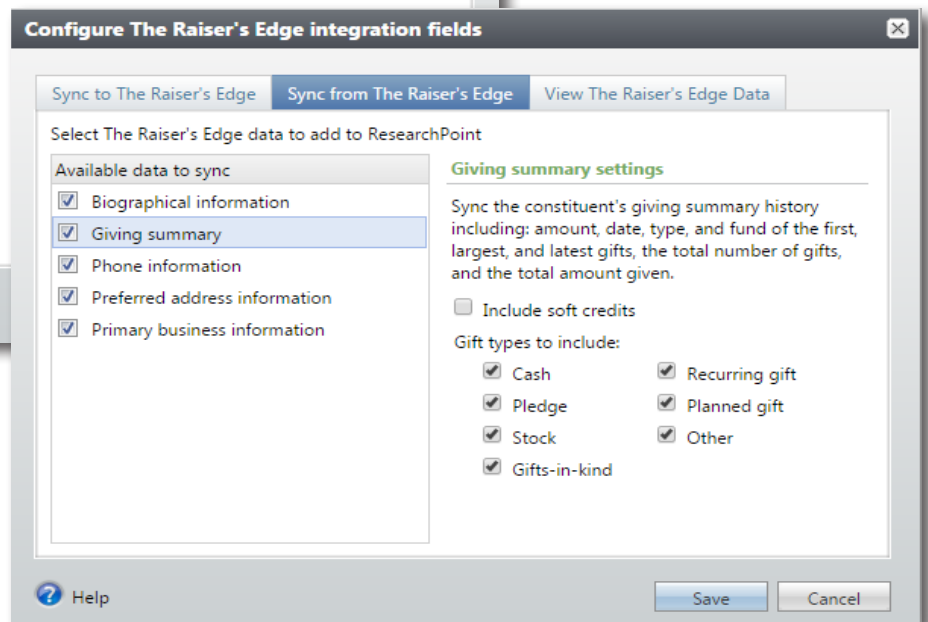 Configure The Raiser's Edge integration fields
Sync to The Raiser's Edge
Sync from The Raiser's Edge
View The Raiser's Edge Data
Select The Raiser's Edge data to add to ResearchPoint
Available data to sync
Biographical information
Giving summary
Phone information
Preferred address information
Primary business information
Giving summary settings
Sync the constituent's giving summary history
including: amount, date, type, and fund of the first,
largest, and latest gifts, the total number of gifts,
and the total amount given.
Include soft credits
Gift types to include:
Cash
Recurring gift
Pledge
Planned gift
Stock
Other
Gifts-in-kind
Help
Save
Cancel